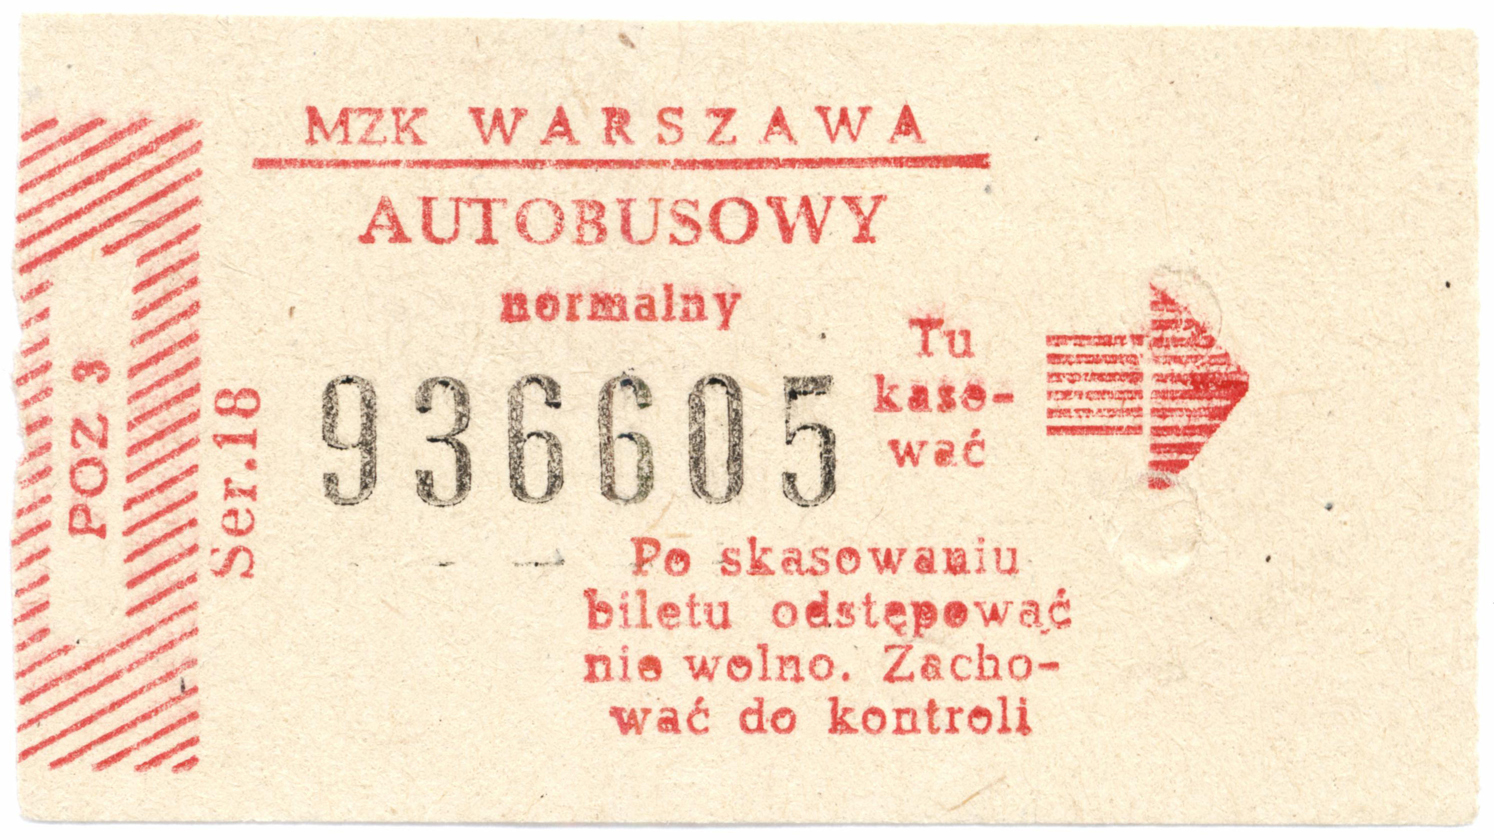 MZK WARSZAWA
AUTOBUSOWY
normalny
936605
Tu
kaso-
wać
Po skasowaniu
biletu odstępować
nie wolno. Zacho-
wać do kontroli
Ser.18
POZ 3